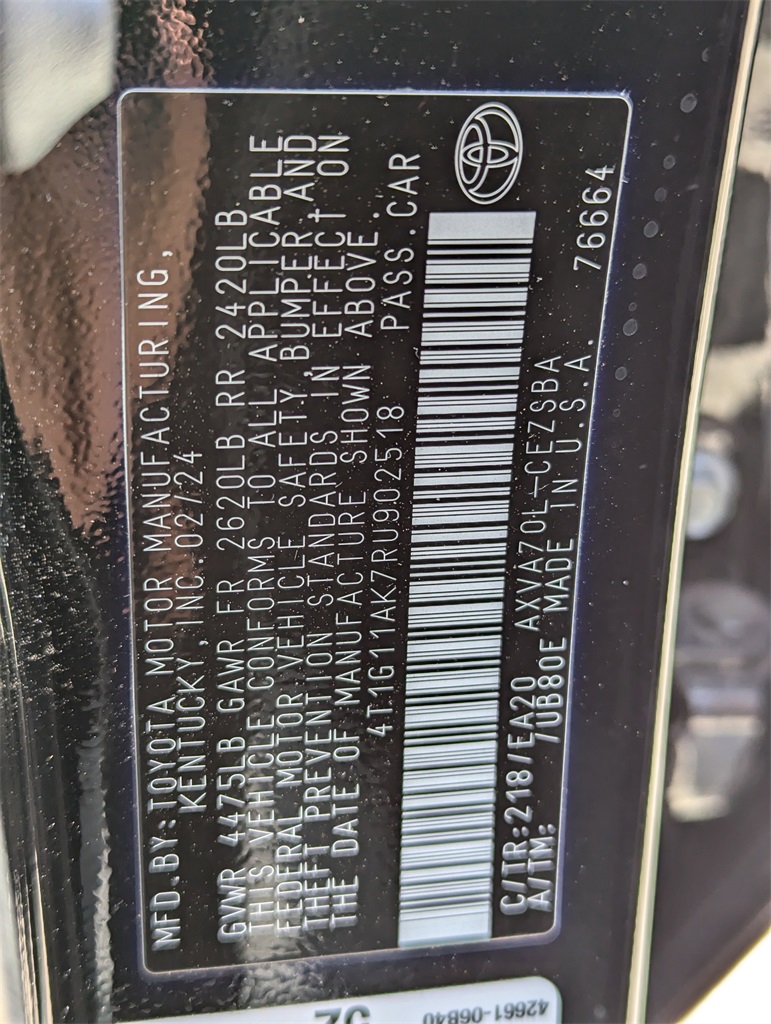 MFD.BY:TOYOTA MOTOR MANUFACTURING,
KENTUCKY,INC.02/24
GVWR 4475LB GAWR FR 2620LB RR 2420LB
THIS VEHICLE CONFORMS TO ALL APPLICABLE
FEDERAL MOTOR VEHICLE SAFETY,BUMPER AND
THEFT PREVENTION STANDARDS IN EFFECT ON
THE DATE OF MANUFACTURE SHOWN ABOVE.
4T1G11AK7RU902518 PASS.CAR
C/TR:218/EA20 AXVA70L-CEZSBA
A/TM: /UB80E MADE IN U.S.A. 76664
42661-06B40